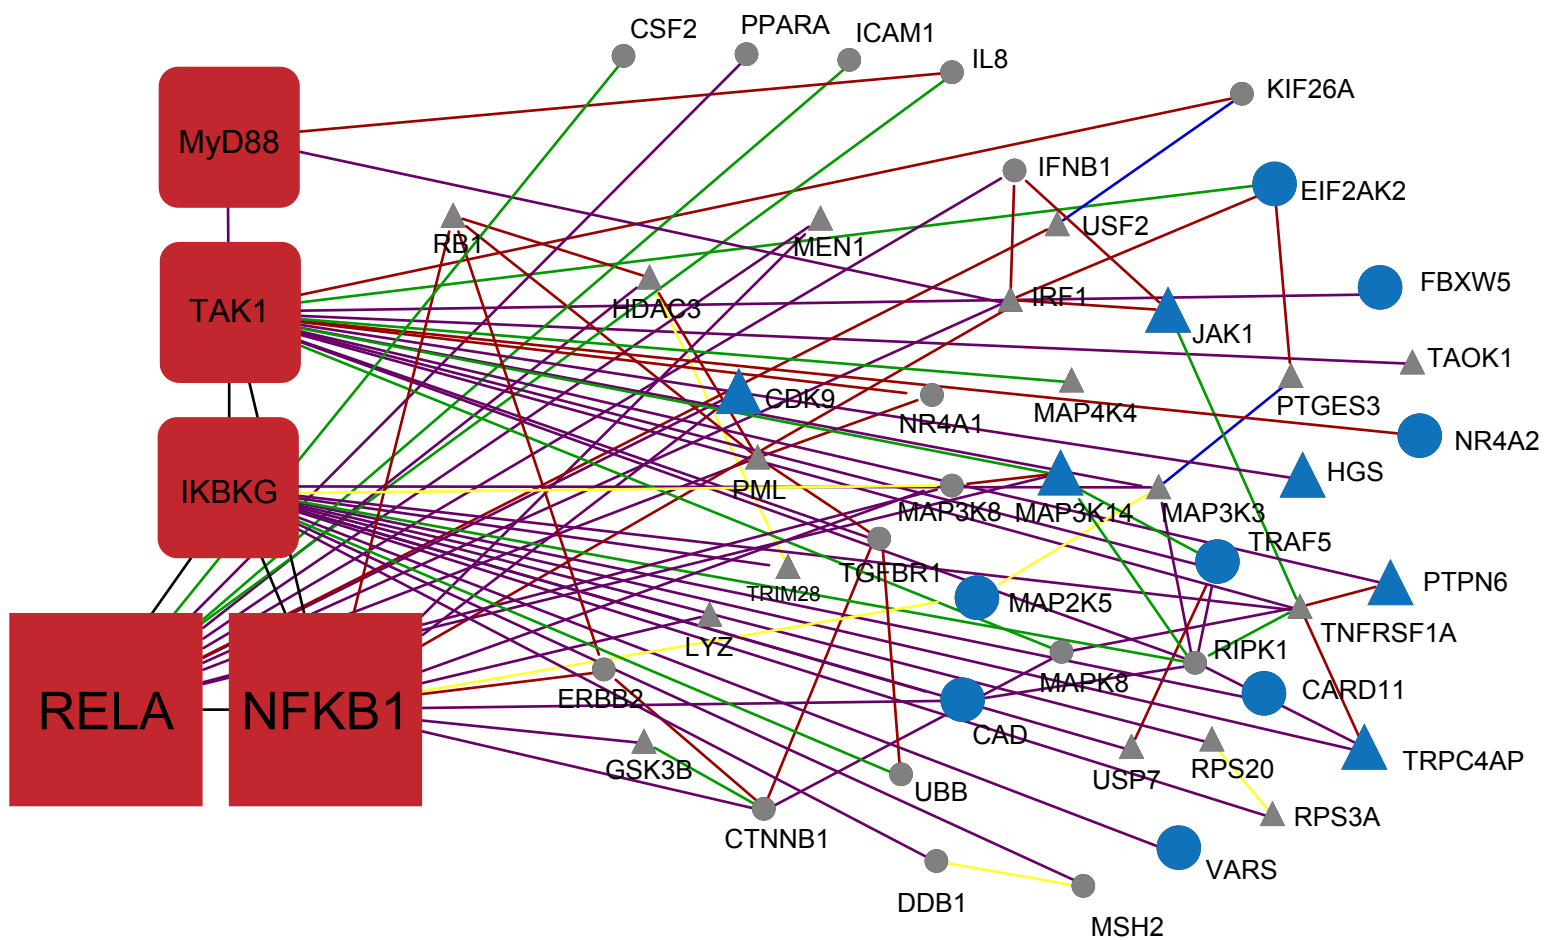 CSF2
PPARA
ICAM1
IL8
KIF26A
MyD88
IFNB1
EIF2AK2
USF2
RB1
MEN1
FBXW5
TAK1
HDAC3
IRF1
JAK1
TAOK1
CDK9
MAP4K4
PTGES3
NR4A1
NR4A2
IKBKG
PML
HGS
MAP3K8
MAP3K14
MAP3K3
TRAF5
TGFBR1
PTPN6
TRIM28
MAP2K5
TNFRSF1A
LYZ
RIPK1
MAPK8
CARD11
ERBB2
RELA
NFKB1
CAD
TRPC4AP
GSK3B
RPS20
USP7
UBB
RPS3A
CTNNB1
VARS
DDB1
MSH2